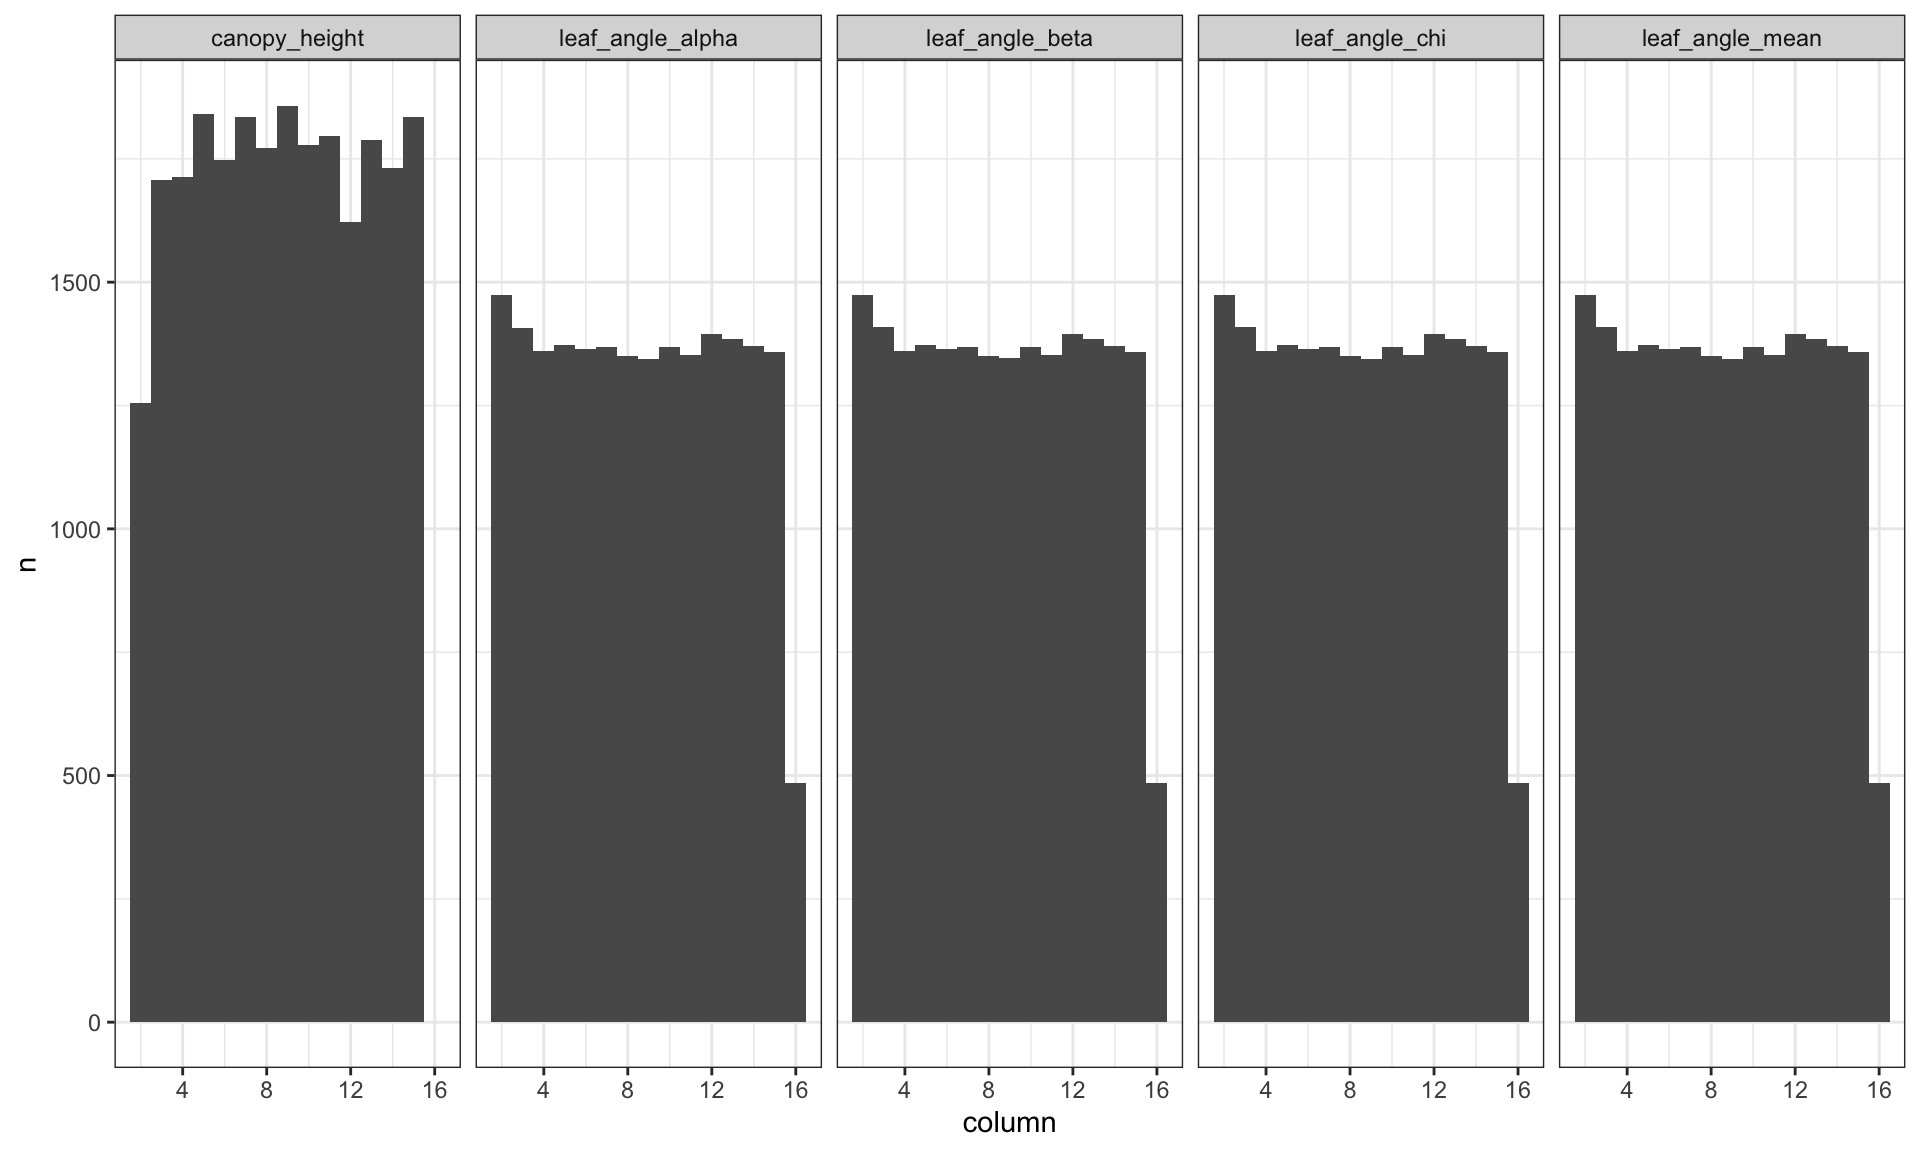 canopy_height leaf_angle_alpha leaf_angle_beta leaf_angle_chi leaf_angle_mean
1500
1000
500
0
n
4 8 12 16 4 8 12 16 4 8 12 16 4 8 12 16 4 8 12 16
column